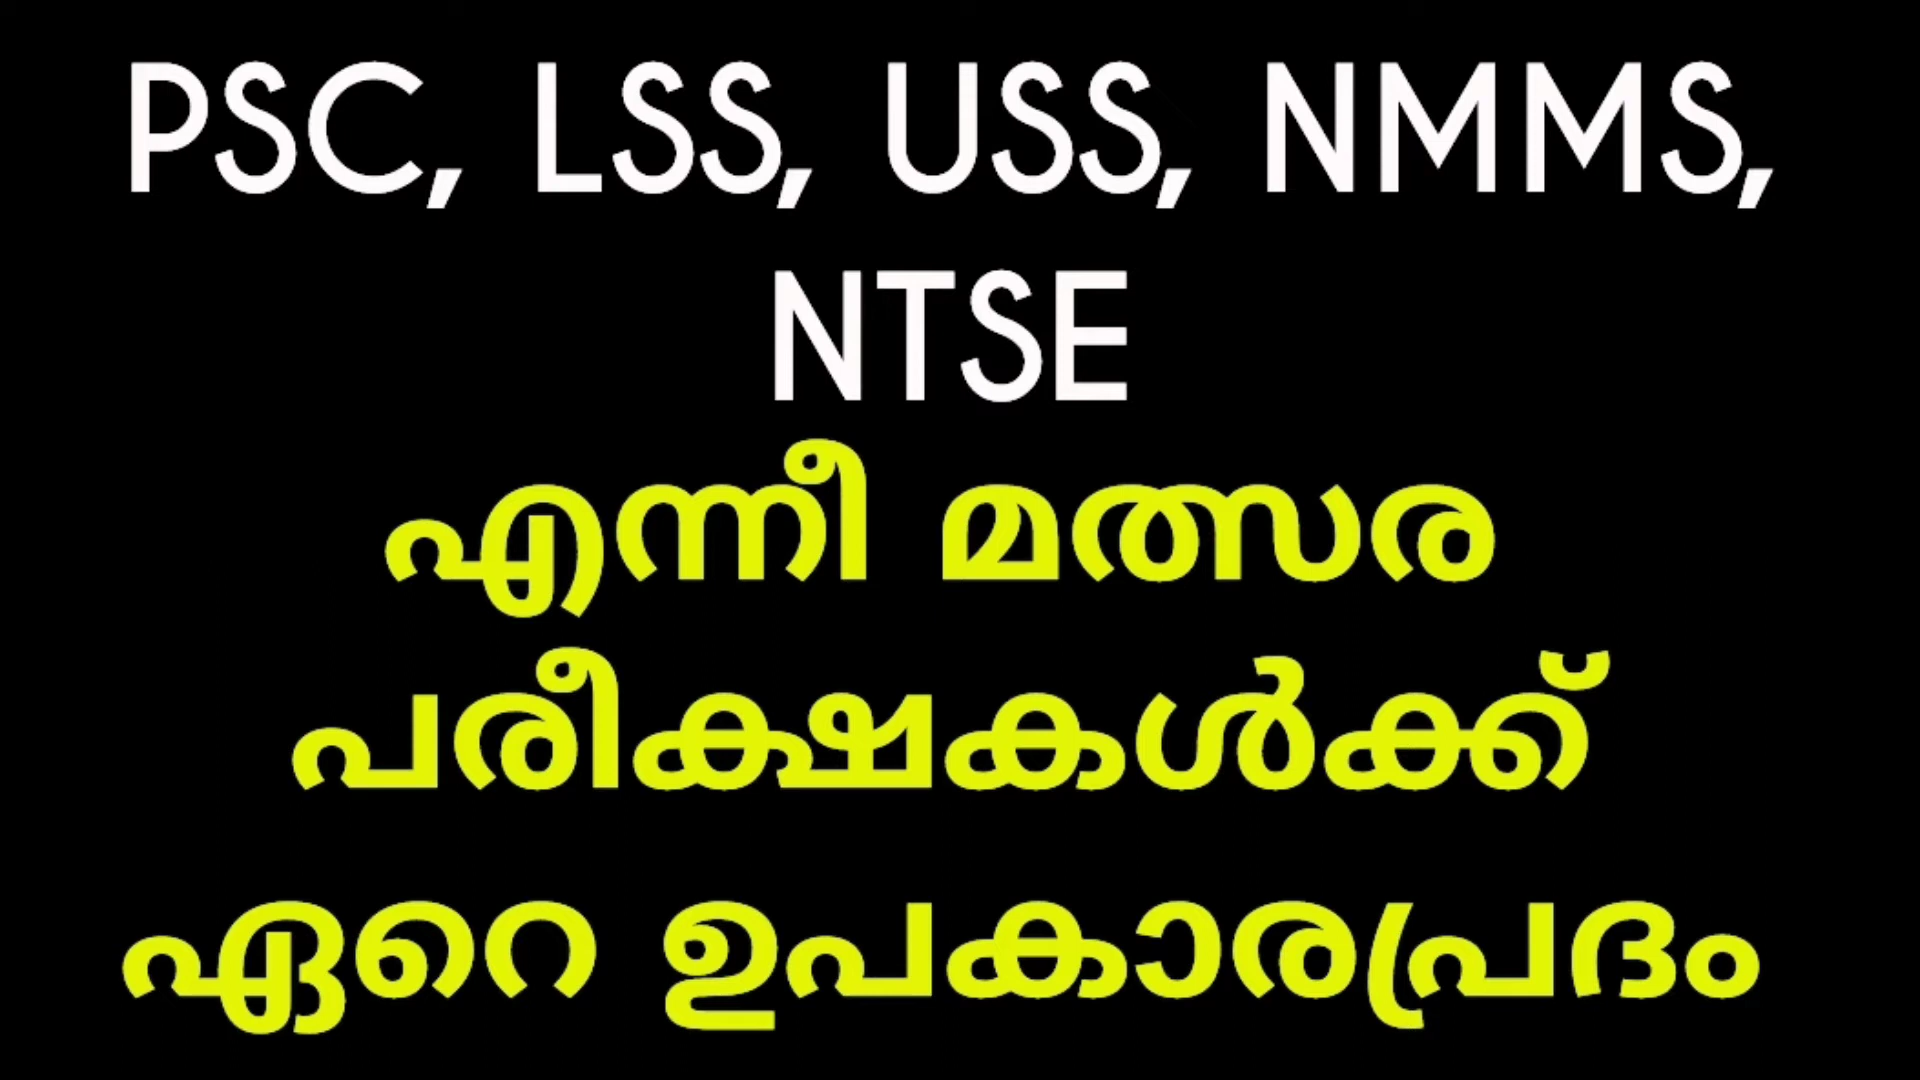 PSC, LSS, USS, NMMS,
NTSE
എന്നീ മത്സര
പരീക്ഷകൾക്ക്
ഏറെ ഉപകാരപ്രദം